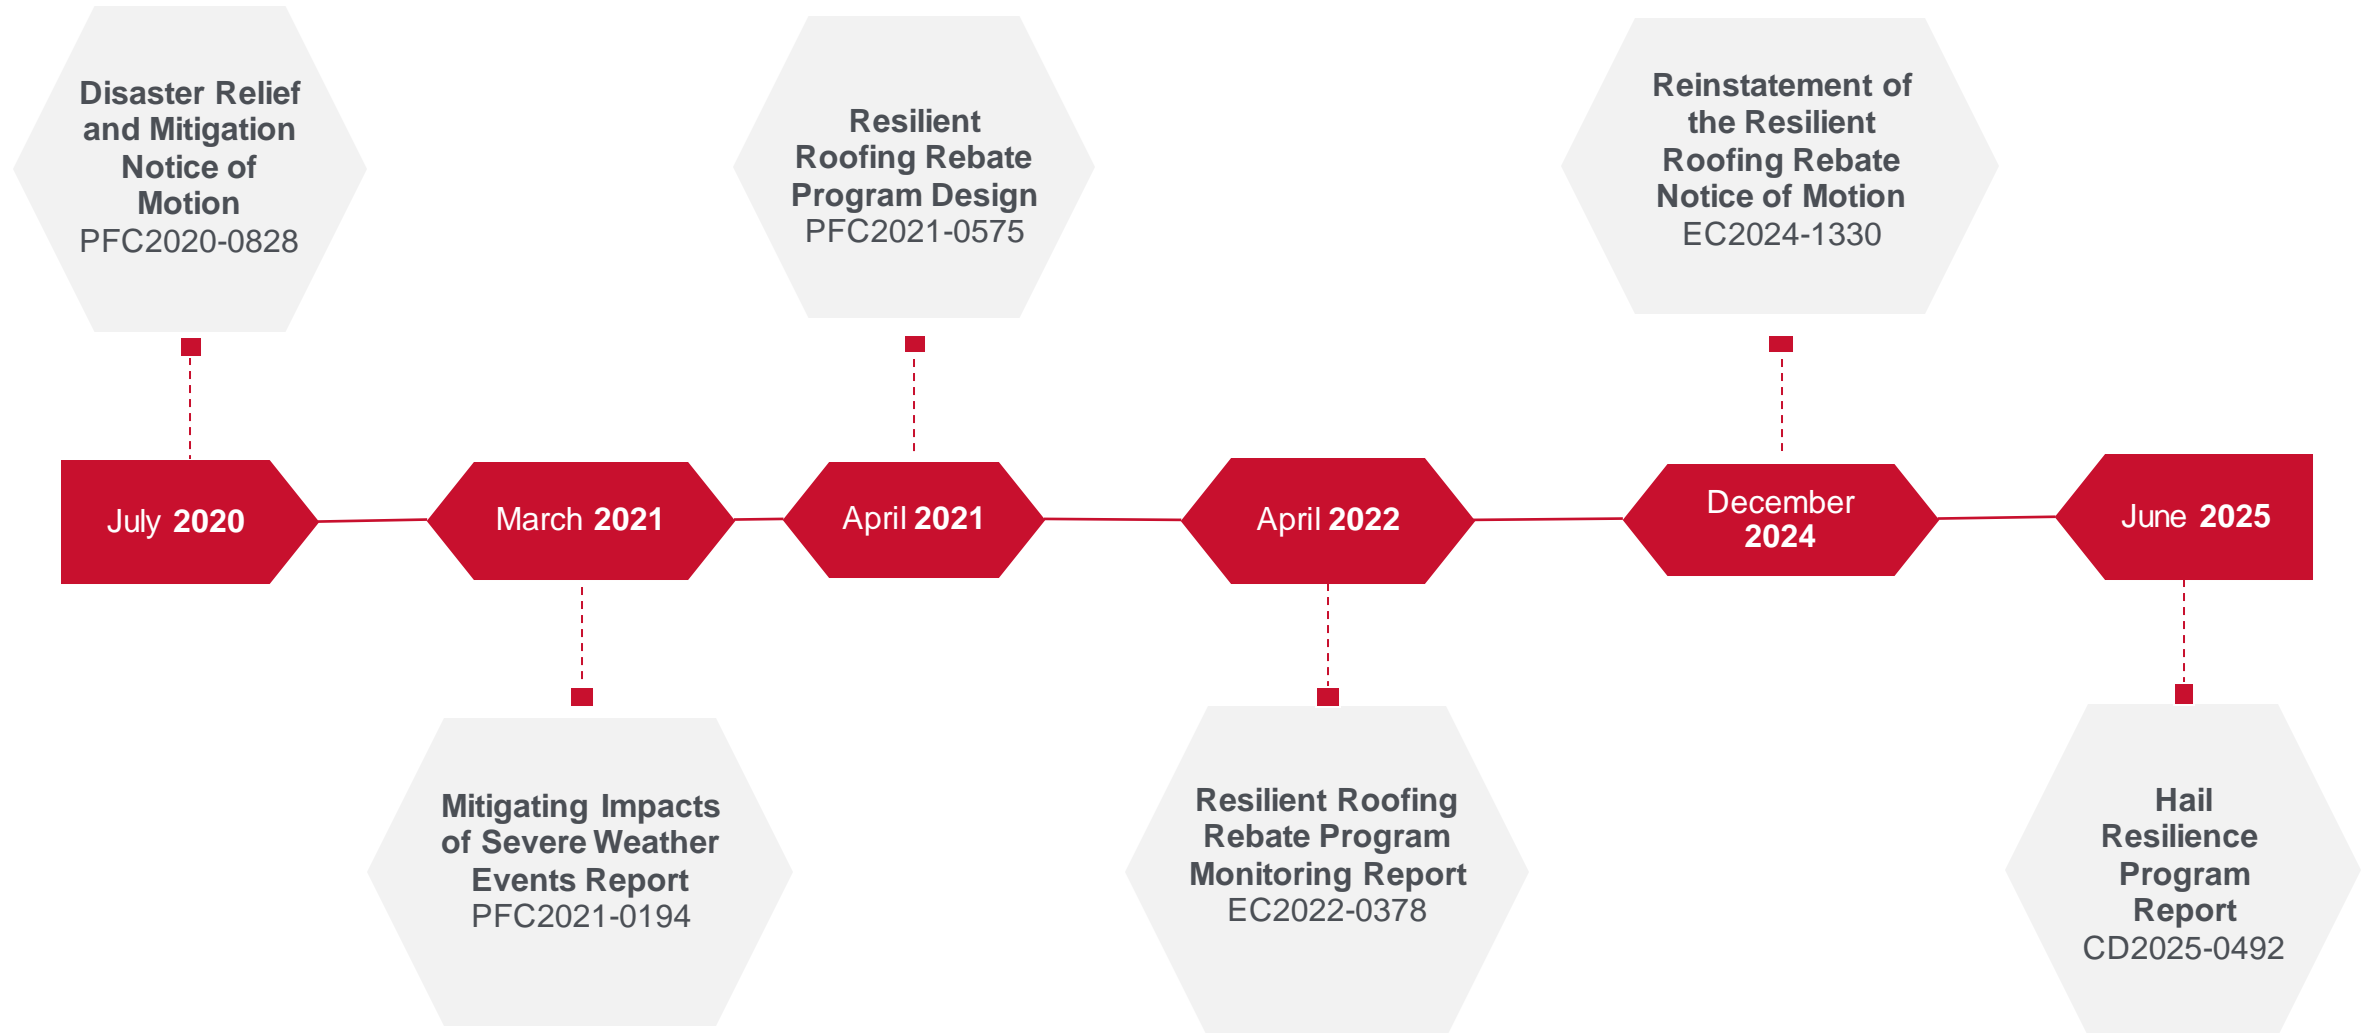 Disaster Relief
and Mitigation
Notice of
Motion
PFC2020-0828
Resilient
Roofing Rebate
Program Design
PFC2021-0575
Reinstatement of
the Resilient
Roofing Rebate
Notice of Motion
EC2024-1330
July 2020
March 2021
April 2021
April 2022
December
2024
June 2025
Mitigating Impacts
of Severe Weather
Events Report
PFC2021-0194
Resilient Roofing
Rebate Program
Monitoring Report
EC2022-0378
Hail
Resilience
Program
Report
CD2025-0492